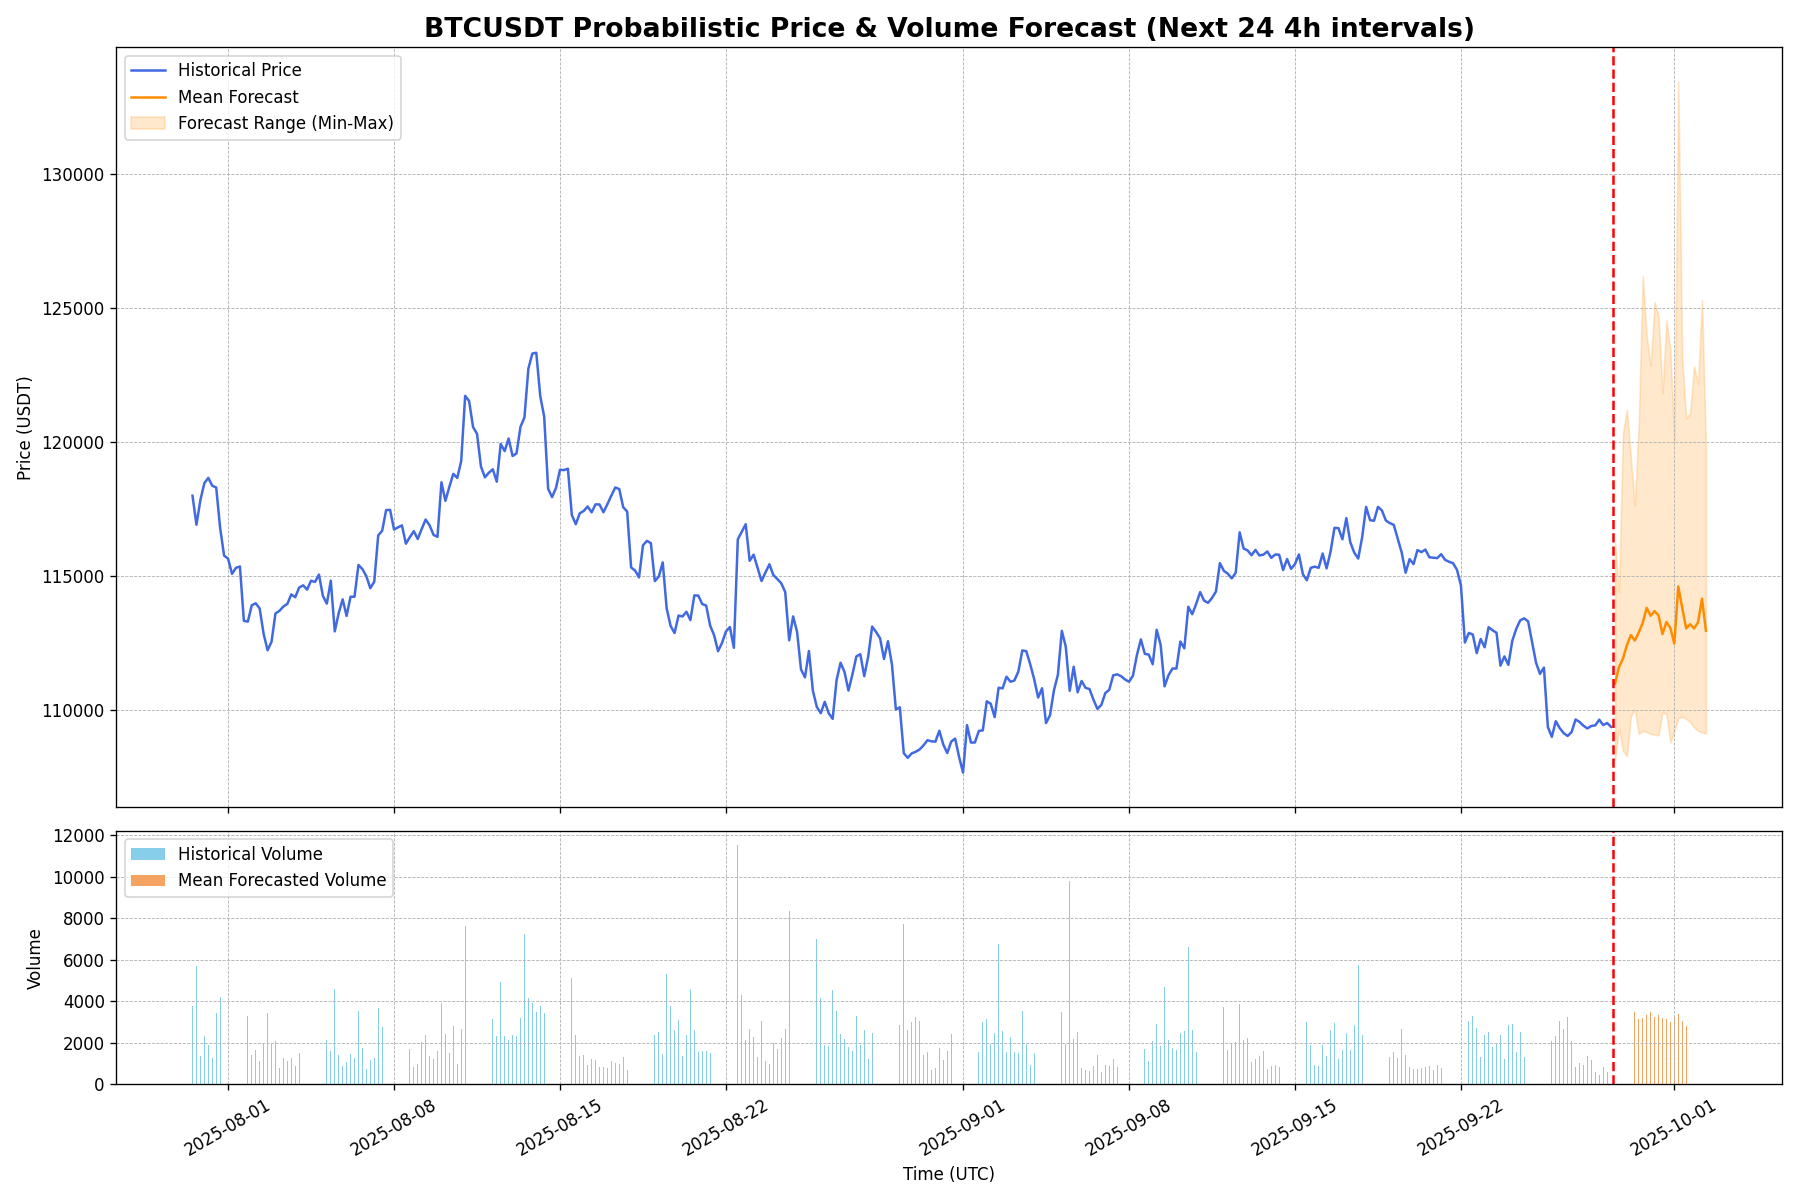 BTCUSDT Probabilistic Price & Volume Forecast (Next 24 4h intervals)
Historical Price
Mean Forecast
Forecast Range (Min-Max)
130000
125000
120000
115000
110000
Price (USDT)
Historical Volume
Mean Forecasted Volume
12000
10000
8000
6000
4000
2000
0
Volume
2025-08-01
2025-08-08
2025-08-15
2025-08-22
2025-09-01
2025-09-08
2025-09-15
2025-09-22
2025-10-01
Time (UTC)